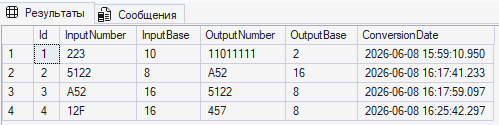 Результаты Сообщения
Id InputNumber InputBase OutputNumber OutputBase ConversionDate
1 1 223 10 11011111 2 2026-06-08 15:59:10.950
2 2 5122 8 A52 16 2026-06-08 16:17:41.233
3 3 A52 16 5122 8 2026-06-08 16:17:59.097
4 4 12F 16 457 8 2026-06-08 16:25:42.297